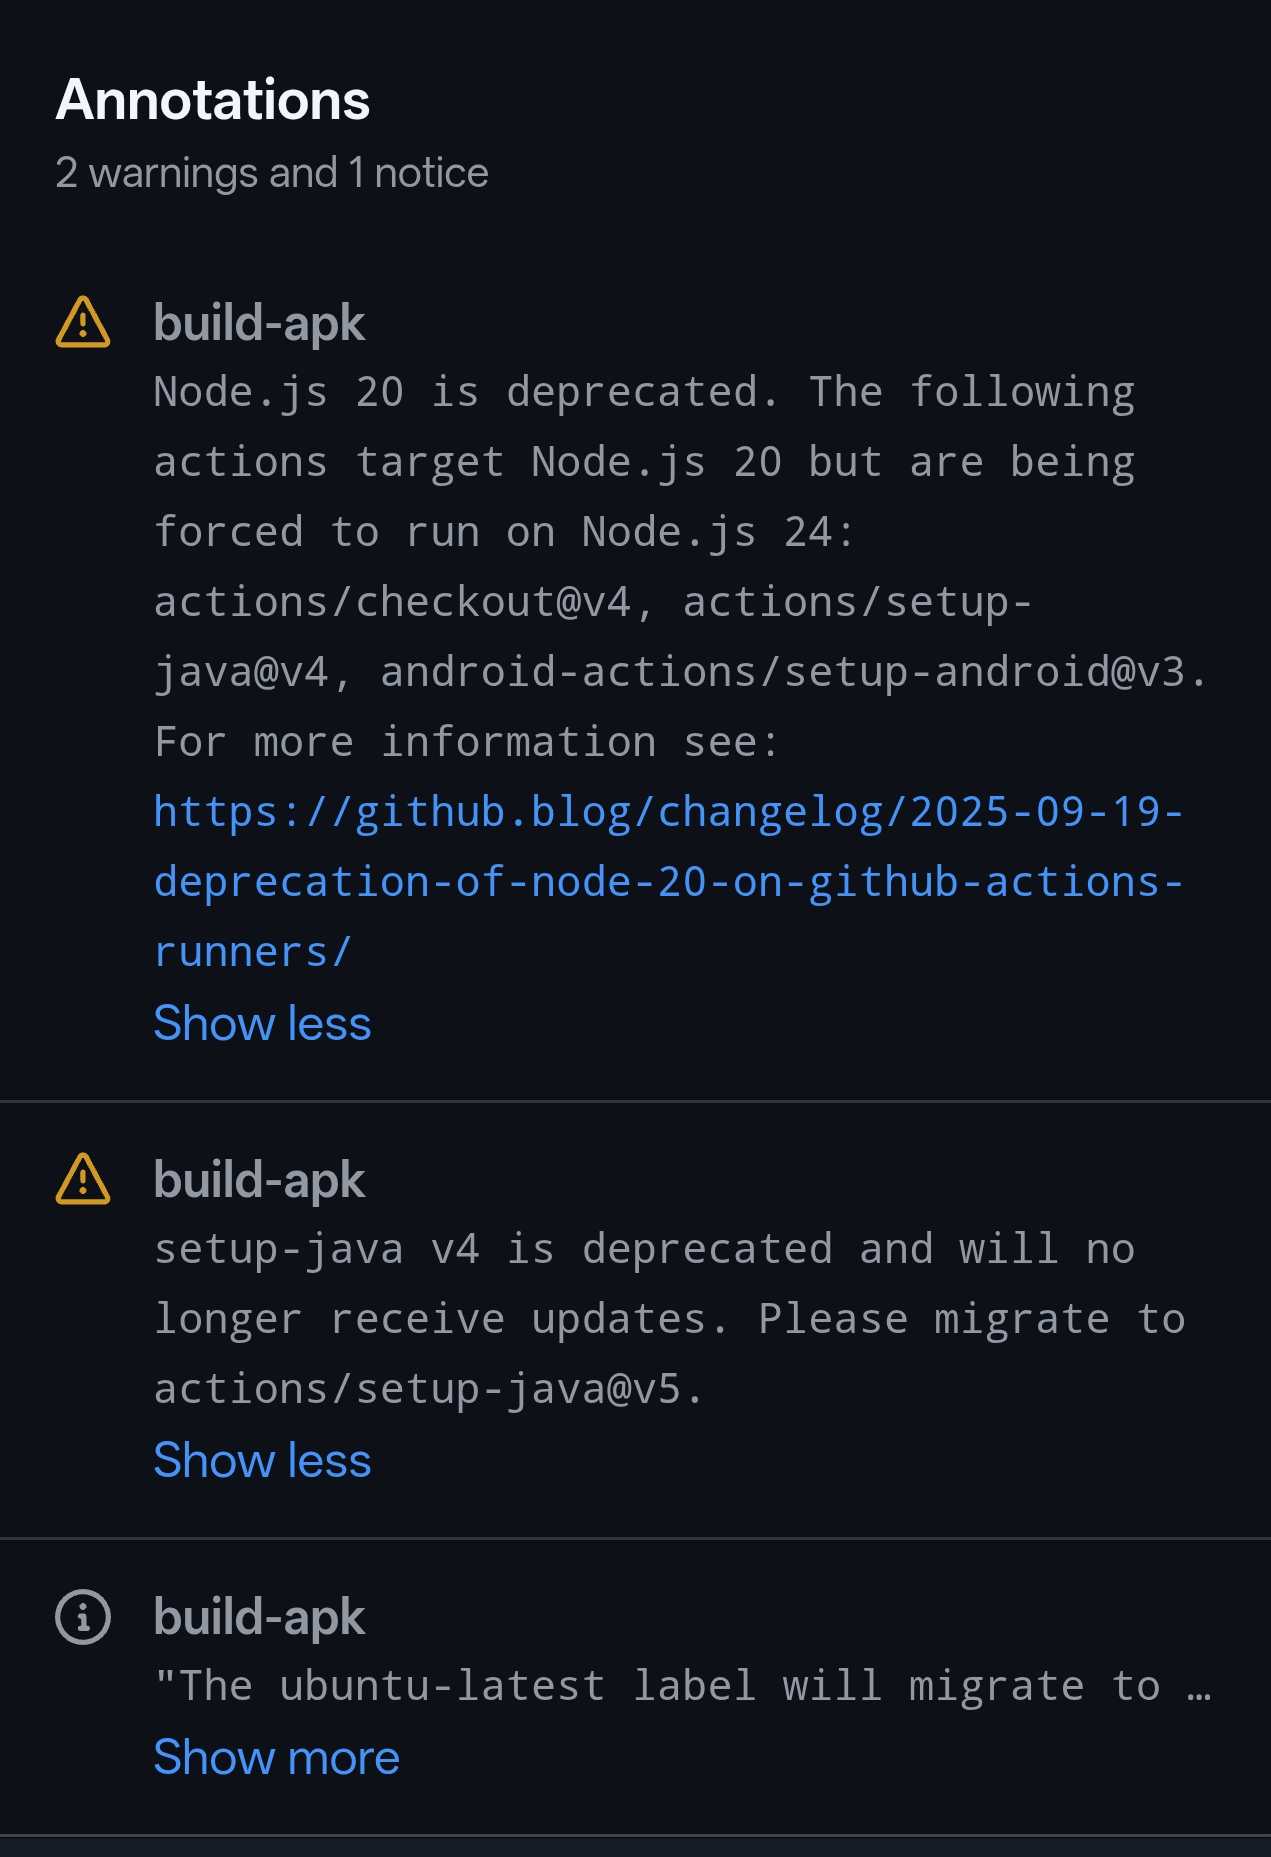 Annotations
2 warnings and 1 notice
build-apk
Node.js 20 is deprecated. The following
actions target Node.js 20 but are being
forced to run on Node.js 24:
actions/checkout@v4, actions/setup-
java@v4, android-actions/setup-android@v3.
For more information see:
https://github.blog/changelog/2025-09-19-
deprecation-of-node-20-on-github-actions-
runners/
Show less
build-apk
setup-java v4 is deprecated and will no
longer receive updates. Please migrate to
actions/setup-java@v5.
Show less
build-apk
"The ubuntu-latest label will migrate to …
Show more